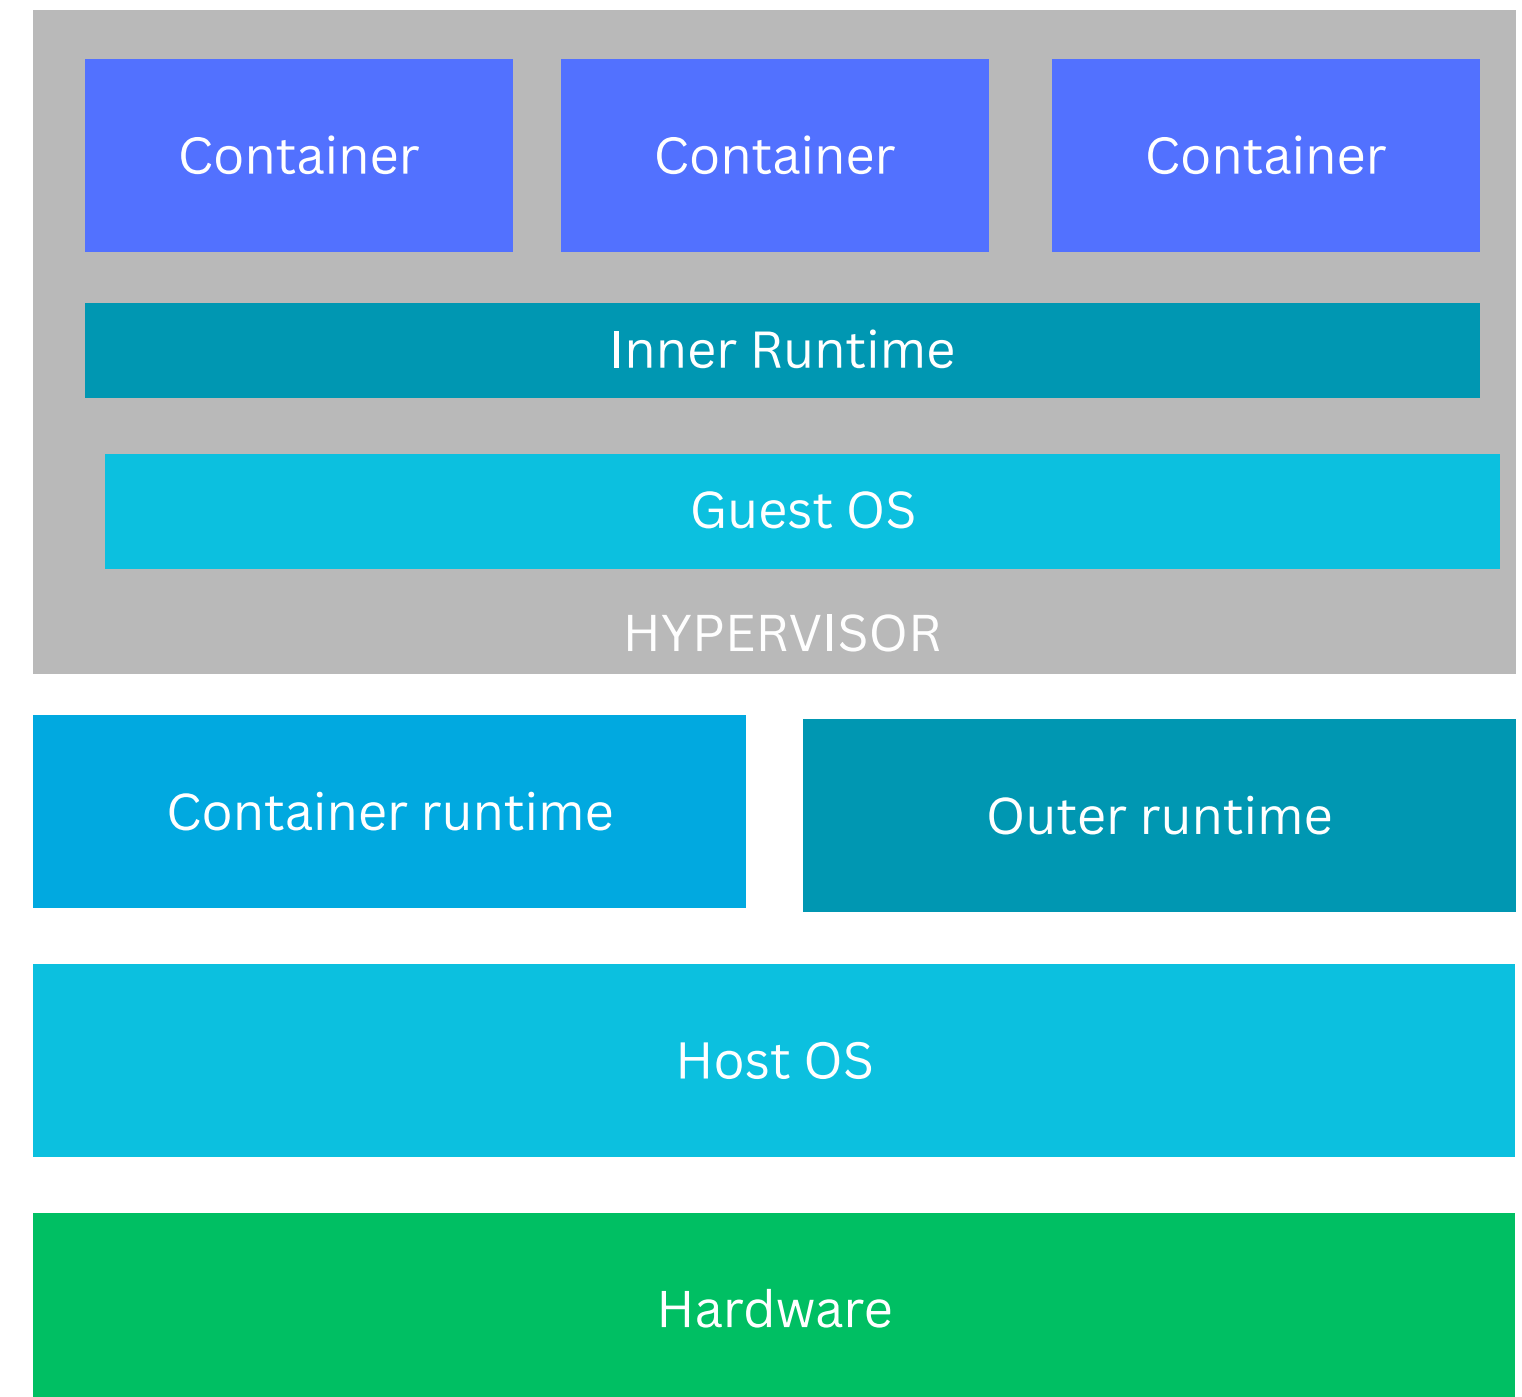 Container
Container
Container
Inner Runtime
Guest OS
HYPERVISOR
Container runtime
Outer runtime
Host OS
Hardware